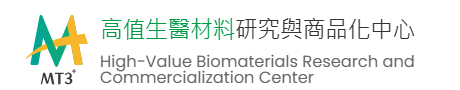 高值生醫材料研究與商品化中心
High-Value Biomaterials Research and
Commercialization Center
MT3+